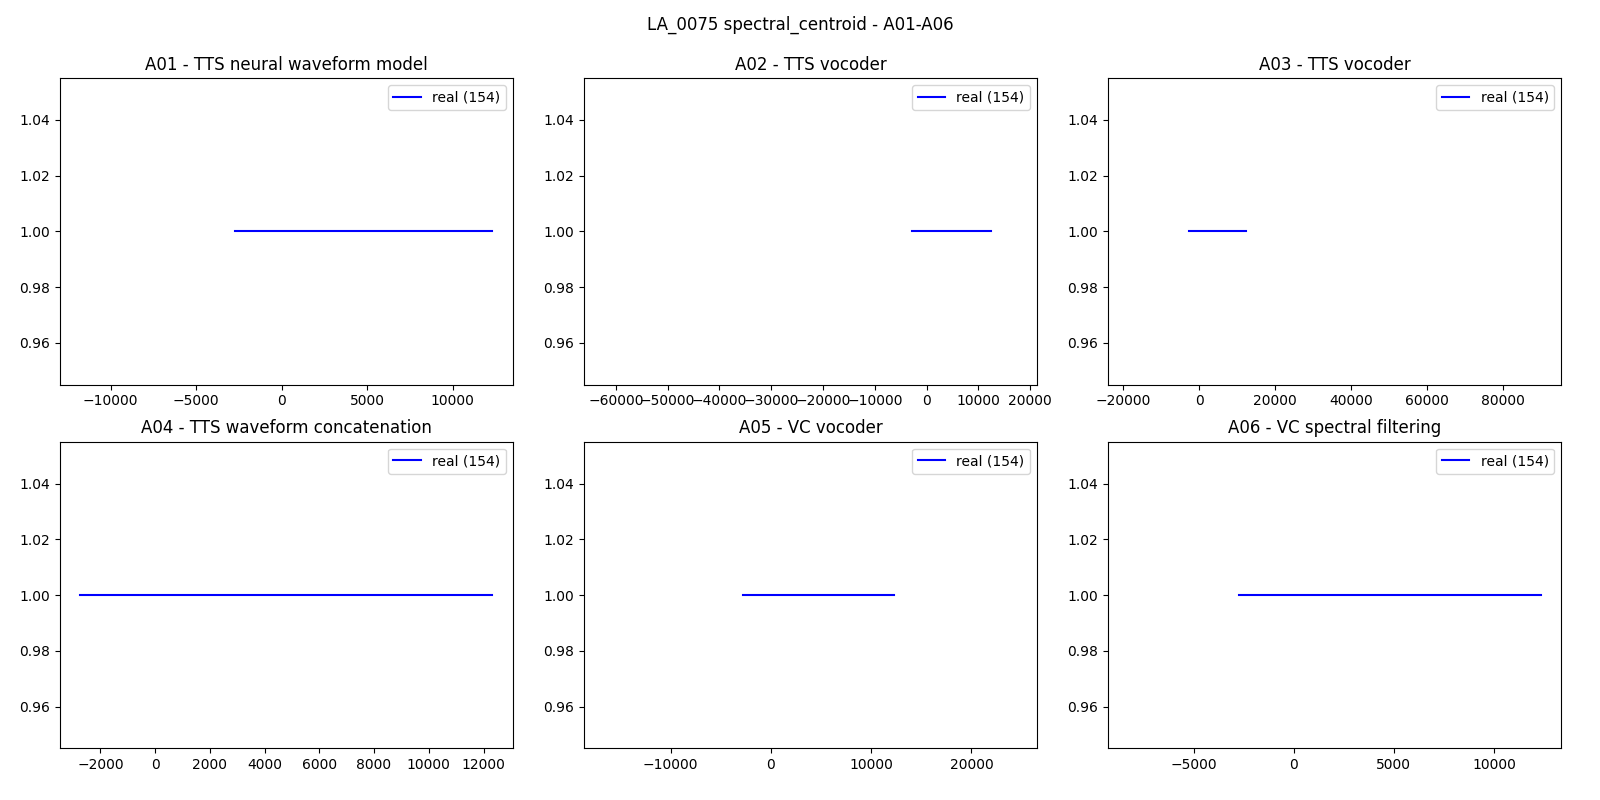 LA_0075 spectral_centroid - A01-A06
A01 - TTS neural waveform model
real (154)
1.04
1.02
1.00
0.98
0.96
−10000 −5000 0 5000 10000
A02 - TTS vocoder
real (154)
1.04
1.02
1.00
0.98
0.96
−60000 −50000 −40000 −30000 −20000 −10000 0 10000 20000
A03 - TTS vocoder
real (154)
1.04
1.02
1.00
0.98
0.96
−20000 0 20000 40000 60000 80000
A04 - TTS waveform concatenation
real (154)
1.04
1.02
1.00
0.98
0.96
−2000 0 2000 4000 6000 8000 10000 12000
A05 - VC vocoder
real (154)
1.04
1.02
1.00
0.98
0.96
−10000 0 10000 20000
A06 - VC spectral filtering
real (154)
1.04
1.02
1.00
0.98
0.96
−5000 0 5000 10000